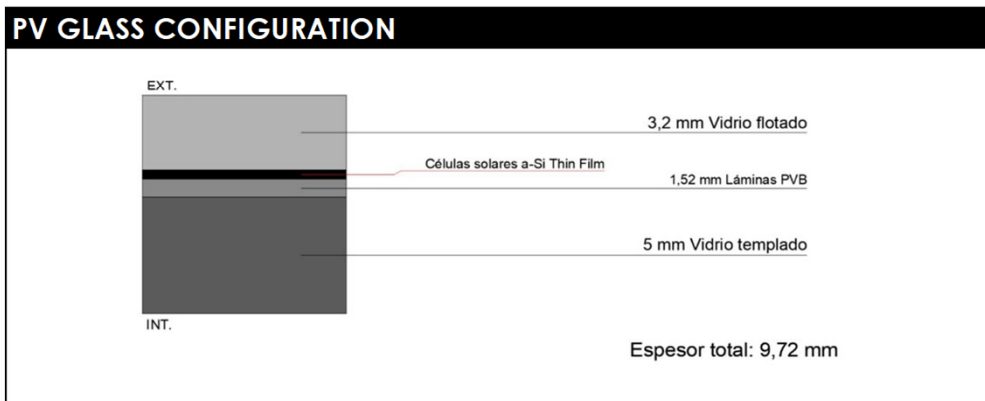 PV GLASS CONFIGURATION
EXT.
3,2 mm Vidrio flotado
Células solares a-Si Thin Film
1,52 mm Láminas PVB
5 mm Vidrio templado
INT.
Espesor total: 9,72 mm